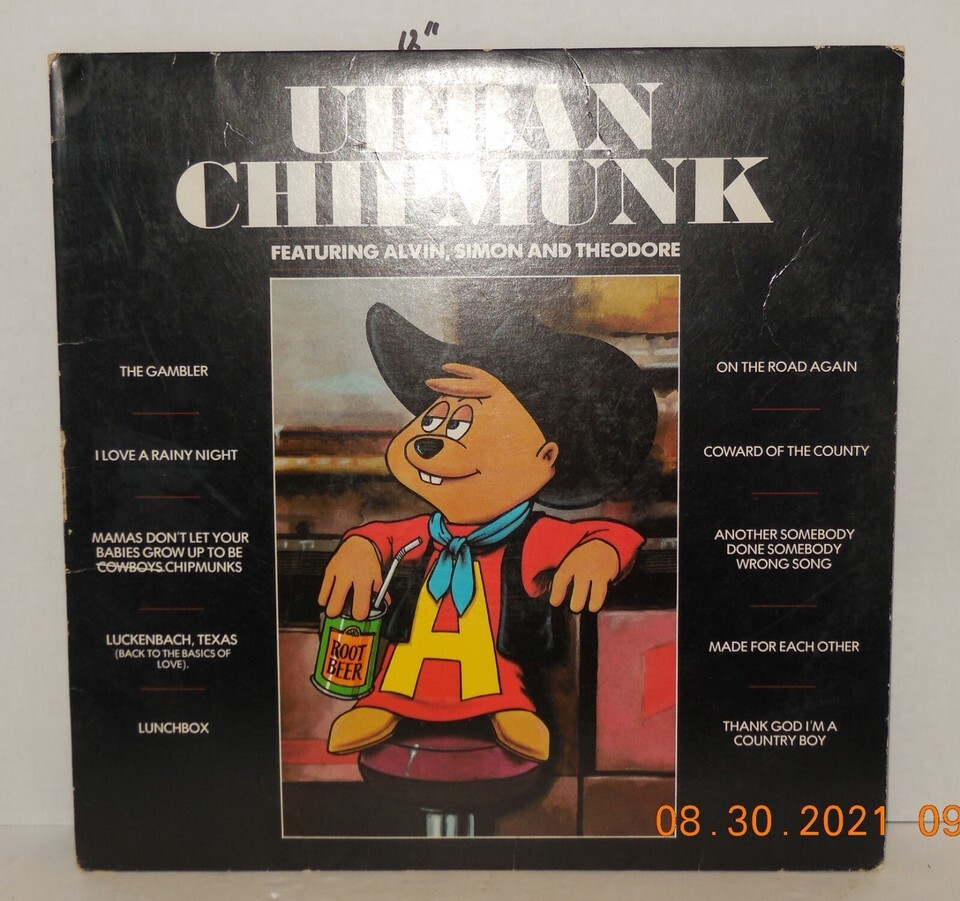 12"
URBAN
CHIPMUNK
FEATURING ALVIN, SIMON AND THEODORE
THE GAMBLER
I LOVE A RAINY NIGHT
MAMAS DON'T LET YOUR
BABIES GROW UP TO BE
COWBOYS CHIPMUNKS
LUCKENBACH, TEXAS
(BACK TO THE BASICS OF
LOVE).
LUNCHBOX
ROOT
BEER
A
ON THE ROAD AGAIN
COWARD OF THE COUNTY
ANOTHER SOMEBODY
DONE SOMEBODY
WRONG SONG
MADE FOR EACH OTHER
THANK GOD I'M A
COUNTRY BOY
08.30.2021 09